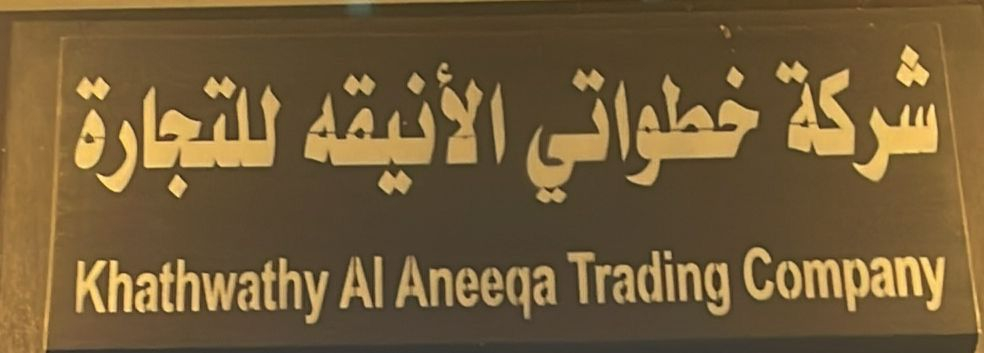 شركة خطواتي الأنيقه للتجارة
Khathwathy Al Aneeqa Trading Company